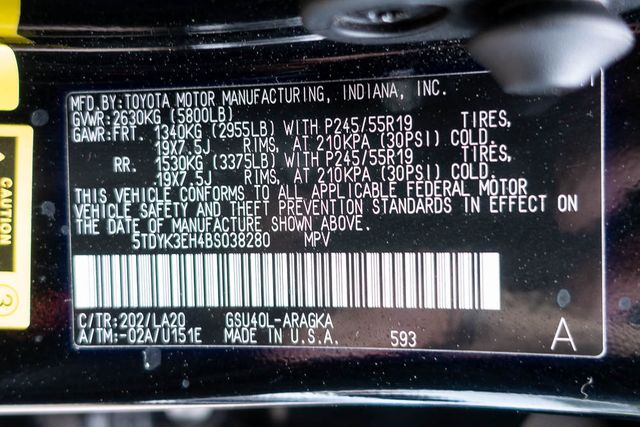 MFD.BY:TOYOTA MOTOR MANUFACTURING, INDIANA, INC.
GVWR:2630KG (5800LB)
GAWR:FRT. 1340KG (2955LB) WITH P245/55R19 TIRES,
19X7.5J RIMS, AT 210KPA (30PSI) COLD.
RR. 1530KG (3375LB) WITH P245/55R19 TIRES,
19X7.5J RIMS, AT 210KPA (30PSI) COLD.
THIS VEHICLE CONFORMS TO ALL APPLICABLE FEDERAL MOTOR
VEHICLE SAFETY AND THEFT PREVENTION STANDARDS IN EFFECT ON
THE DATE OF MANUFACTURE SHOWN ABOVE.
5TDYK3EH4BS038280 MPV
C/TR:202/LA20 GSU40L-ARAGKA
A/TM:-02A/U151E MADE IN U.S.A. 593
A
CAUTION
3